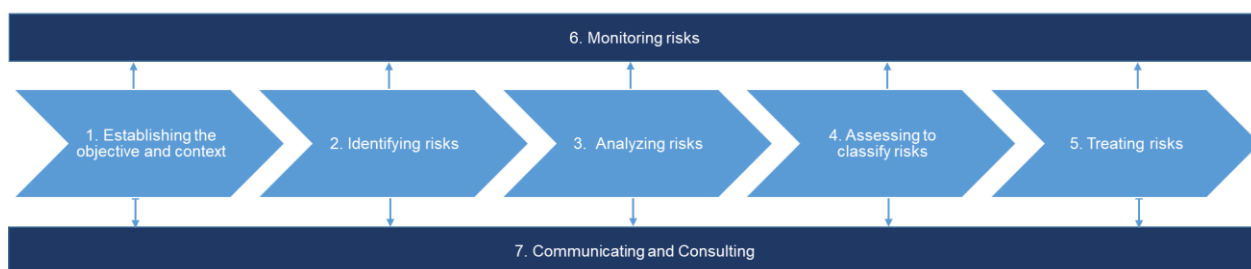 6. Monitoring risks
1. Establishing the
objective and context
2. Identifying risks
3. Analyzing risks
4. Assessing to
classify risks
5. Treating risks
7. Communicating and Consulting